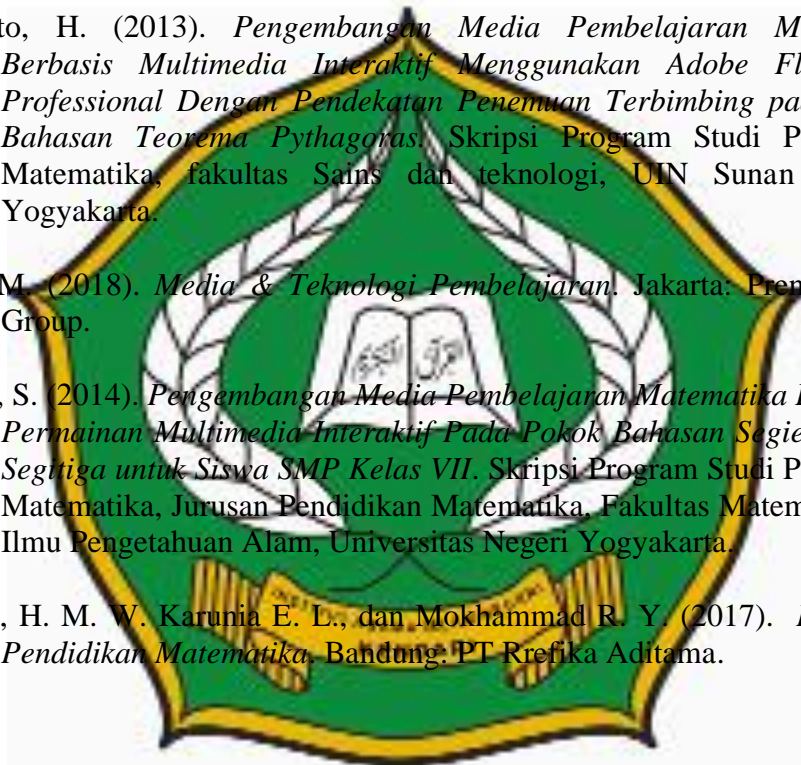 to, H. (2013). Pengembangan Media Pembelajaran M
Berbasis Multimedia Interaktif Menggunakan Adobe Fl
Professional Dengan Pendekatan Penemuan Terbimbing pa
Bahasan Teorema Pythagoras. Skripsi Program Studi P
Matematika, fakultas Sains dan teknologi, UIN Sunan
Yogyakarta.
M. (2018). Media & Teknologi Pembelajaran. Jakarta: Pren
Group.
, S. (2014). Pengembangan Media Pembelajaran Matematika
Permainan Multimedia Interaktif Pada Pokok Bahasan Segie
Segitiga untuk Siswa SMP Kelas VII. Skripsi Program Studi P
Matematika, Jurusan Pendidikan Matematika, Fakultas Matem
Ilmu Pengetahuan Alam, Universitas Negeri Yogyakarta.
, H. M. W. Karunia E. L., dan Mokhammad R. Y. (2017).
Pendidikan Matematika. Bandung: PT Rrefika Aditama.